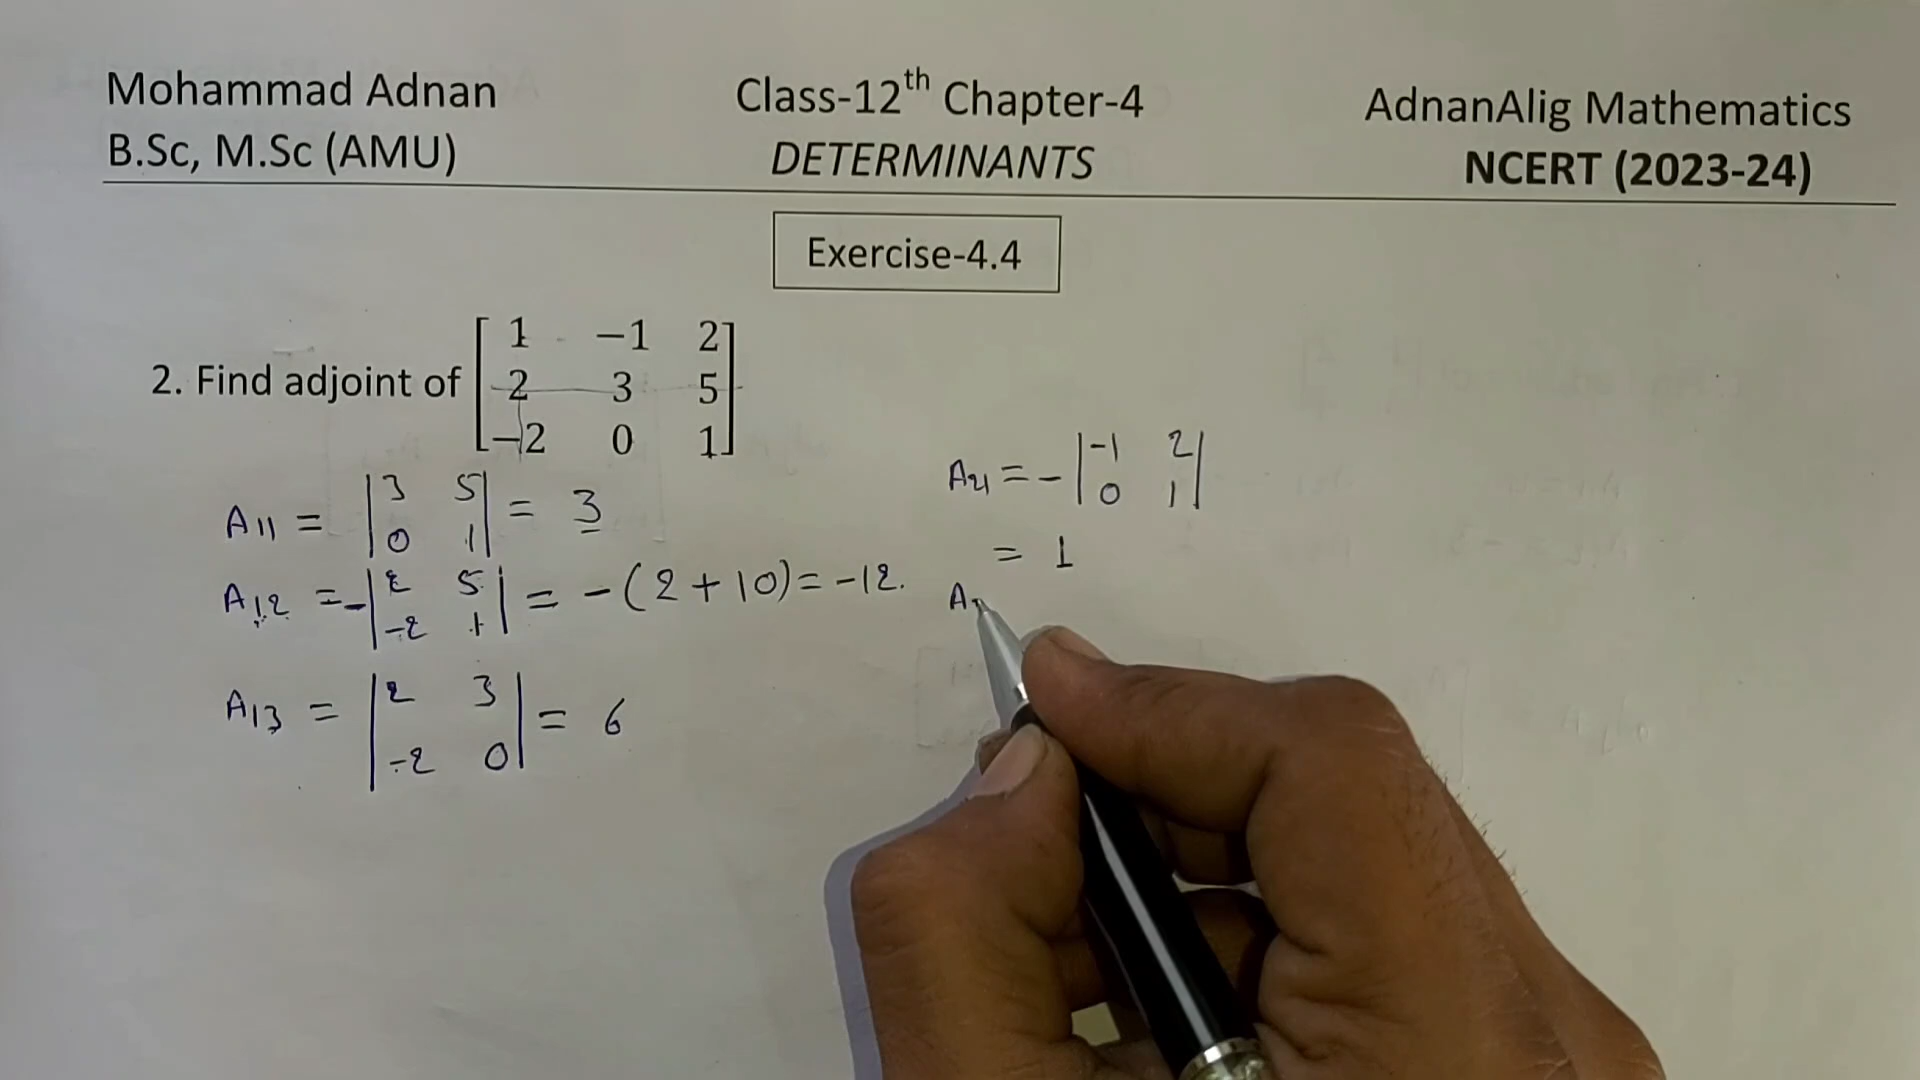 Mohammad Adnan
B.Sc, M.Sc (AMU)
Class-12th Chapter-4
DETERMINANTS
AdnanAlig Mathematics
NCERT (2023-24)
Exercise-4.4
2. Find adjoint of [1 −1 2
2 3 5
−2 0 1]
A11 = |3 5
0 1| = 3
A12 = -|2 5
-2 1| = -(2+10) = -12.
A13 = |2 3
-2 0| = 6
A21 = -|-1 2
0 1|
= 1
A